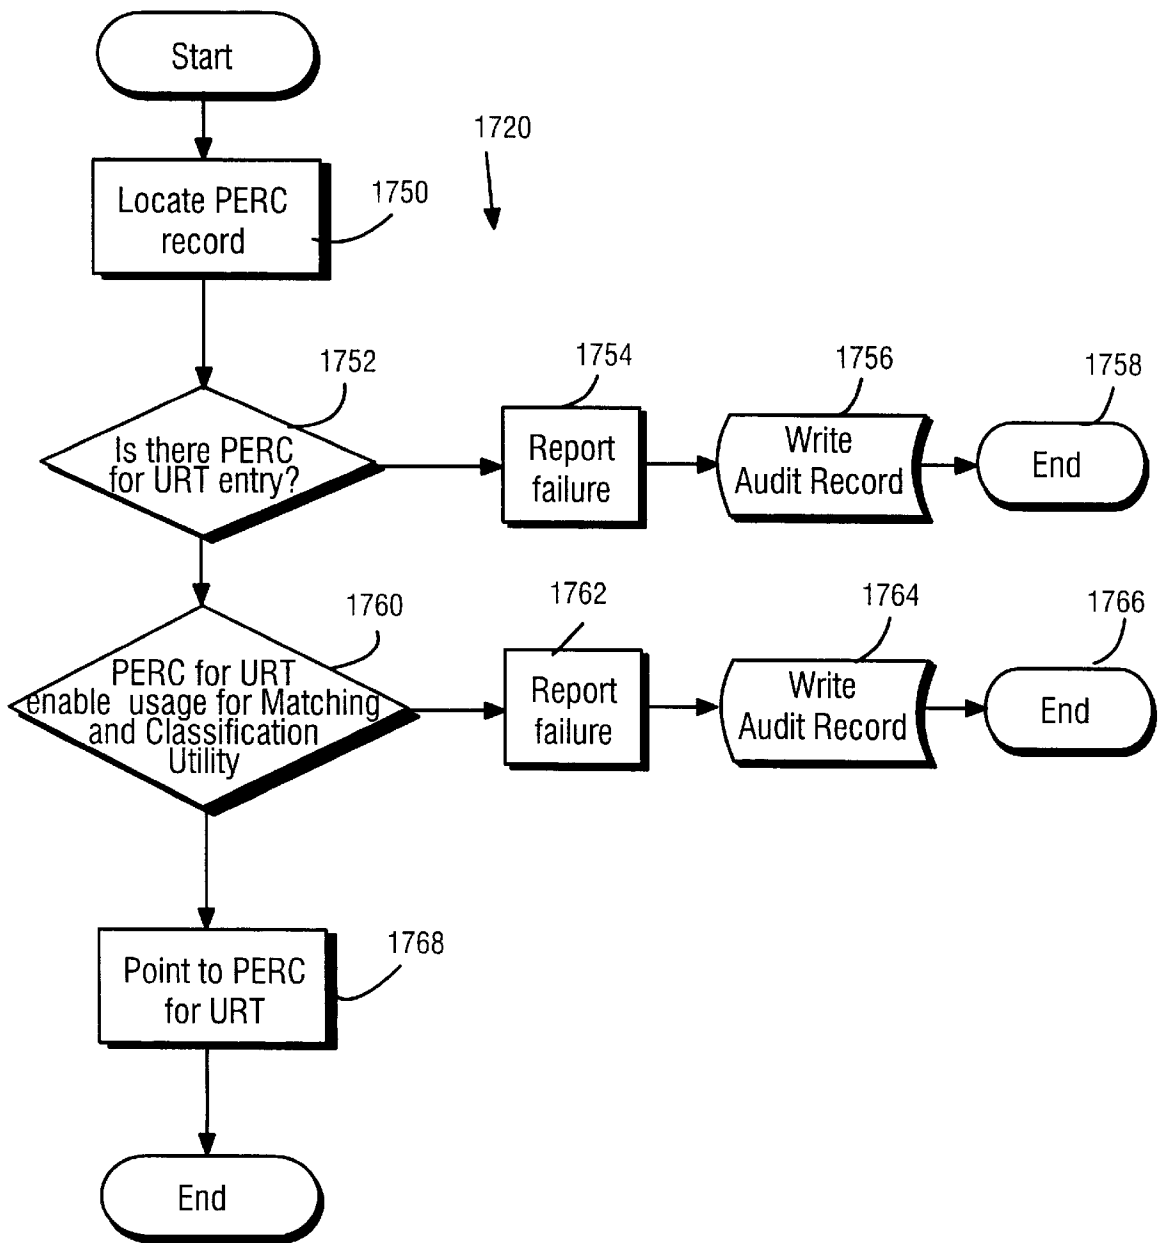 Start
1720
Locate PERC
record
1750
1752
Is there PERC
for URT entry?
1754
Report
failure
1756
Write
Audit Record
1758
End
1760
PERC for URT
enable usage for Matching
and Classification
Utility
1762
Report
failure
1764
Write
Audit Record
1766
End
1768
Point to PERC
for URT
End